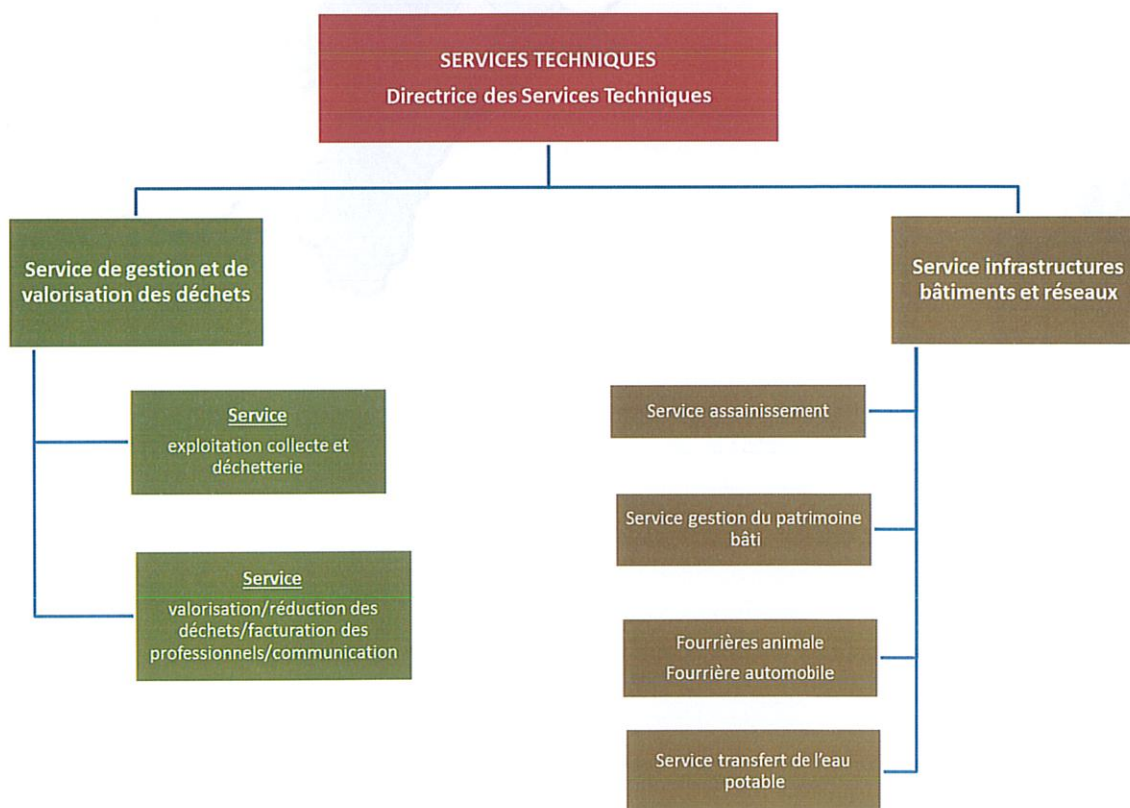 SERVICES TECHNIQUES
Directrice des Services Techniques
Service de gestion et de
valorisation des déchets
Service
exploitation collecte et
déchetterie
Service
valorisation/réduction des
déchets/facturation des
professionnels/communication
Service infrastructures
bâtiments et réseaux
Service assainissement
Service gestion du patrimoine
bâti
Fourrières animale
Fourrière automobile
Service transfert de l'eau
potable